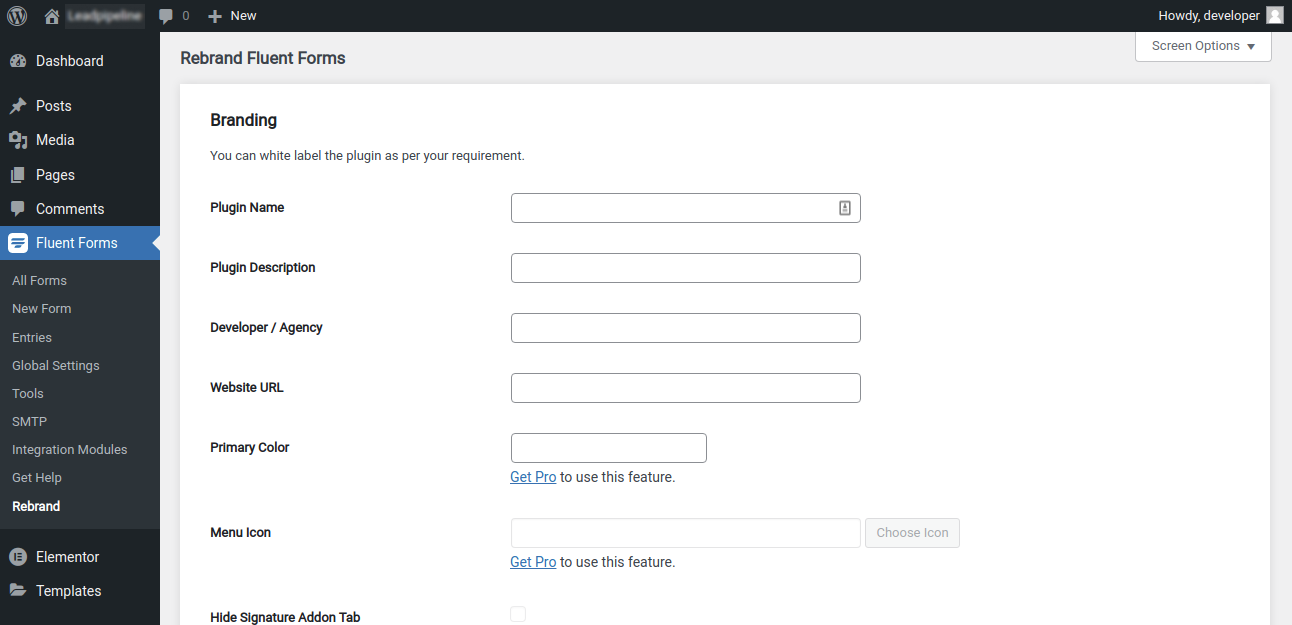 0 New
Howdy, developer
Screen Options
Dashboard
Posts
Media
Pages
Comments
Fluent Forms
All Forms
New Form
Entries
Global Settings
Tools
SMTP
Integration Modules
Get Help
Rebrand
Elementor
Templates
Rebrand Fluent Forms
Branding
You can white label the plugin as per your requirement.
Plugin Name
Plugin Description
Developer / Agency
Website URL
Primary Color
Get Pro to use this feature.
Menu Icon
Choose Icon
Get Pro to use this feature.
Hide Signature Addon Tab